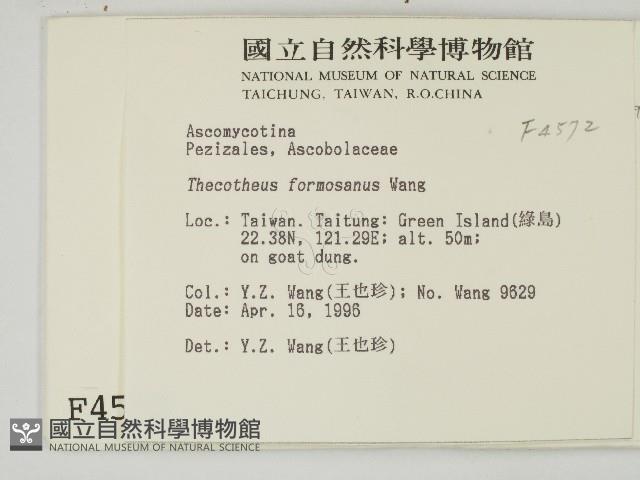 國立自然科學博物館
NATIONAL MUSEUM OF NATURAL SCIENCE
TAICHUNG, TAIWAN, R.O.CHINA
F4572
Ascomycotina
Pezizales, Ascobolaceae
Thecotheus formosanus Wang
Loc.: Taiwan. Taitung: Green Island(綠島)
22.38N, 121.29E; alt. 50m;
on goat dung.
Col.: Y.Z. Wang(王也珍); No. Wang 9629
Date: Apr. 16, 1996
Det.: Y.Z. Wang(王也珍)
F45
國立自然科學博物館
NATIONAL MUSEUM OF NATURAL SCIENCE